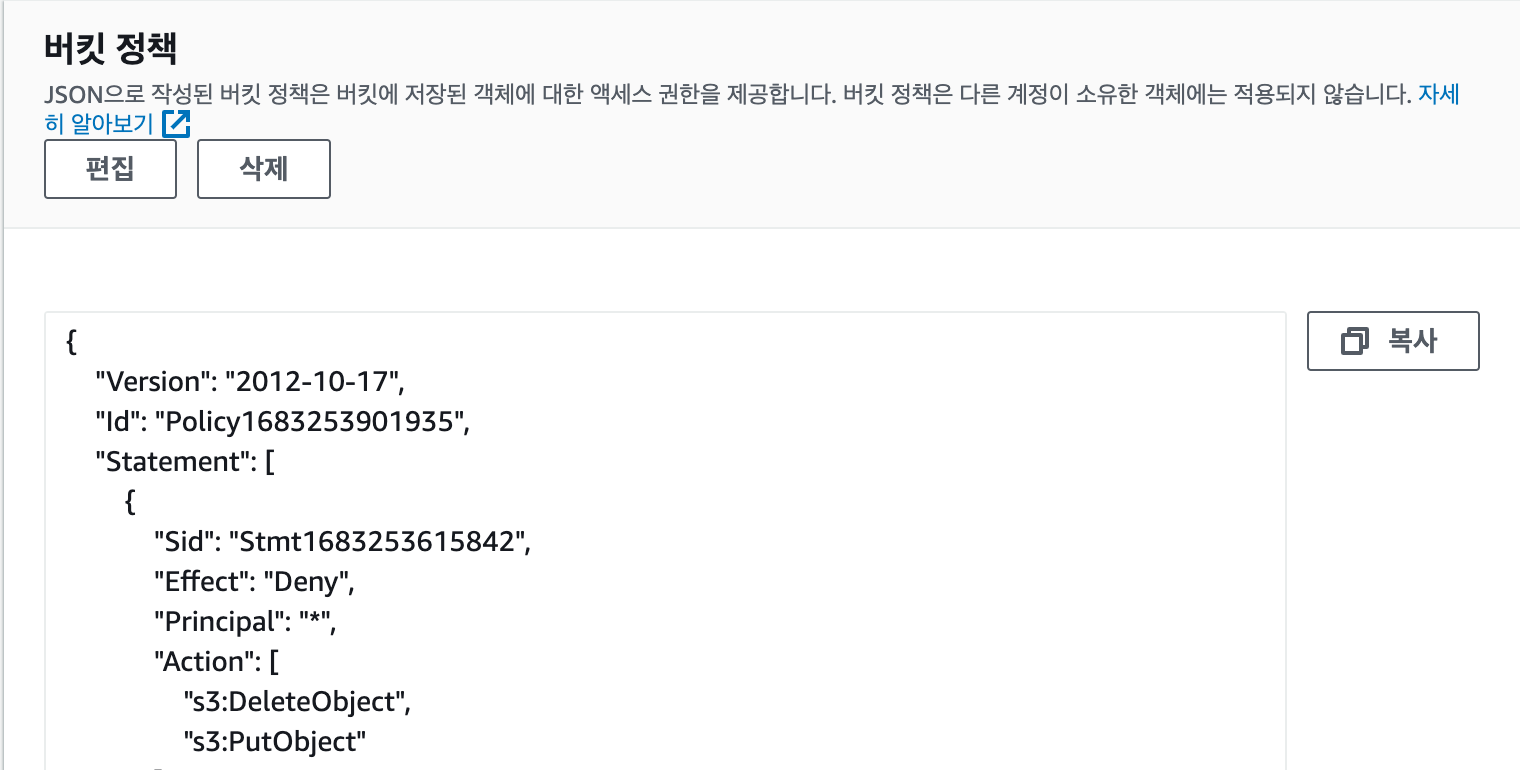 버킷 정책
JSON으로 작성된 버킷 정책은 버킷에 저장된 객체에 대한 액세스 권한을 제공합니다. 버킷 정책은 다른 계정이 소유한 객체에는 적용되지 않습니다. 자세
히 알아보기
편집 삭제
복사
{
"Version": "2012-10-17",
"Id": "Policy1683253901935",
"Statement": [
{
"Sid": "Stmt1683253615842",
"Effect": "Deny",
"Principal": "*",
"Action": [
"s3:DeleteObject",
"s3:PutObject"